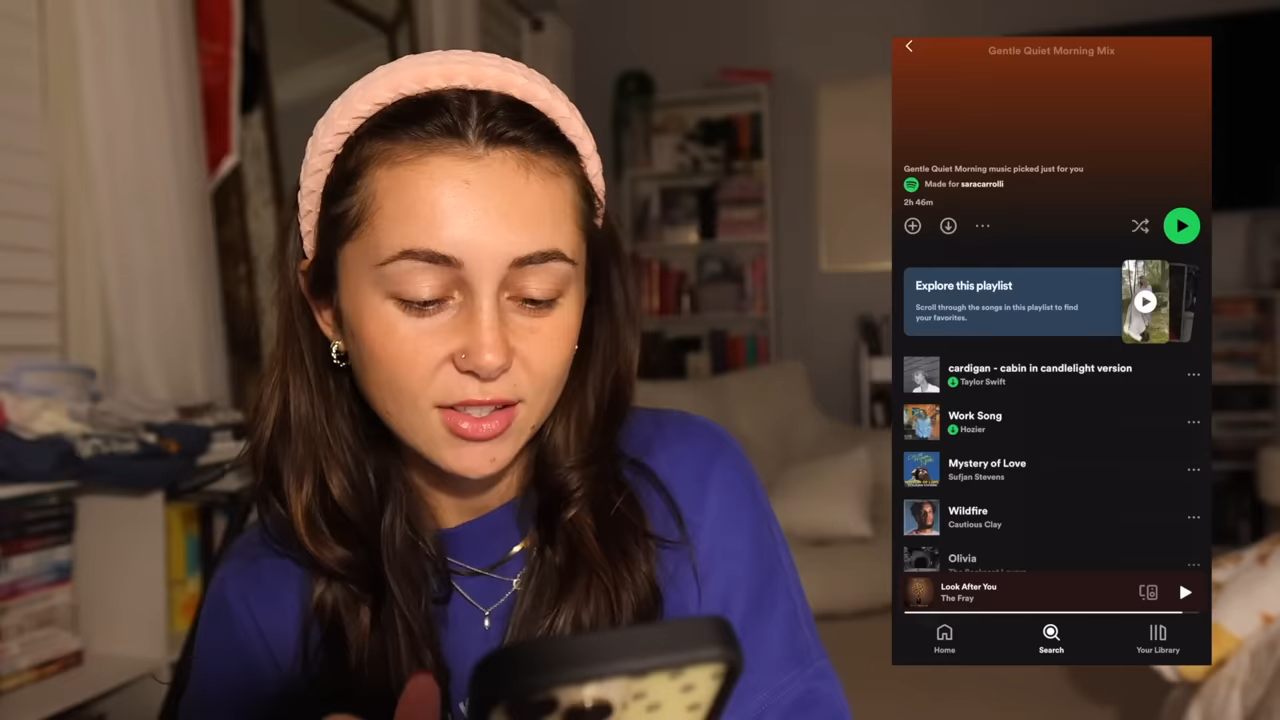 Gentle Quiet Morning Mix
Gentle Quiet Morning music picked just for you
Made for saracarrolli
2h 46m
Explore this playlist
Scroll through the songs in this playlist to find
your favorites.
cardigan - cabin in candlelight version
Taylor Swift
Work Song
Hozier
Mystery of Love
Sufjan Stevens
Wildfire
Cautious Clay
Olivia
Look After You
The Fray
Home
Search
Your Library